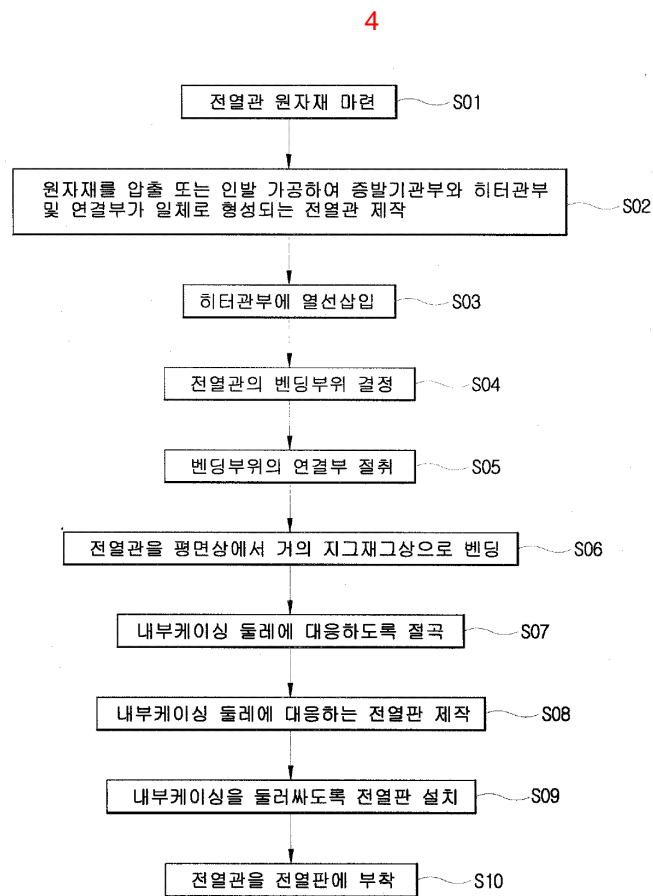 4
전열관 원자재 마련 S01
원자재를 압출 또는 인발 가공하여 증발기관부와 히터관부
및 연결부가 일체로 형성되는 전열관 제작 S02
히터관부에 열선삽입 S03
전열관의 벤딩부위 결정 S04
벤딩부위의 연결부 절취 S05
전열관을 평면상에서 거의 지그재그상으로 벤딩 S06
내부케이싱 둘레에 대응하도록 절곡 S07
내부케이싱 둘레에 대응하는 전열판 제작 S08
내부케이싱을 둘러싸도록 전열판 설치 S09
전열관을 전열판에 부착 S10